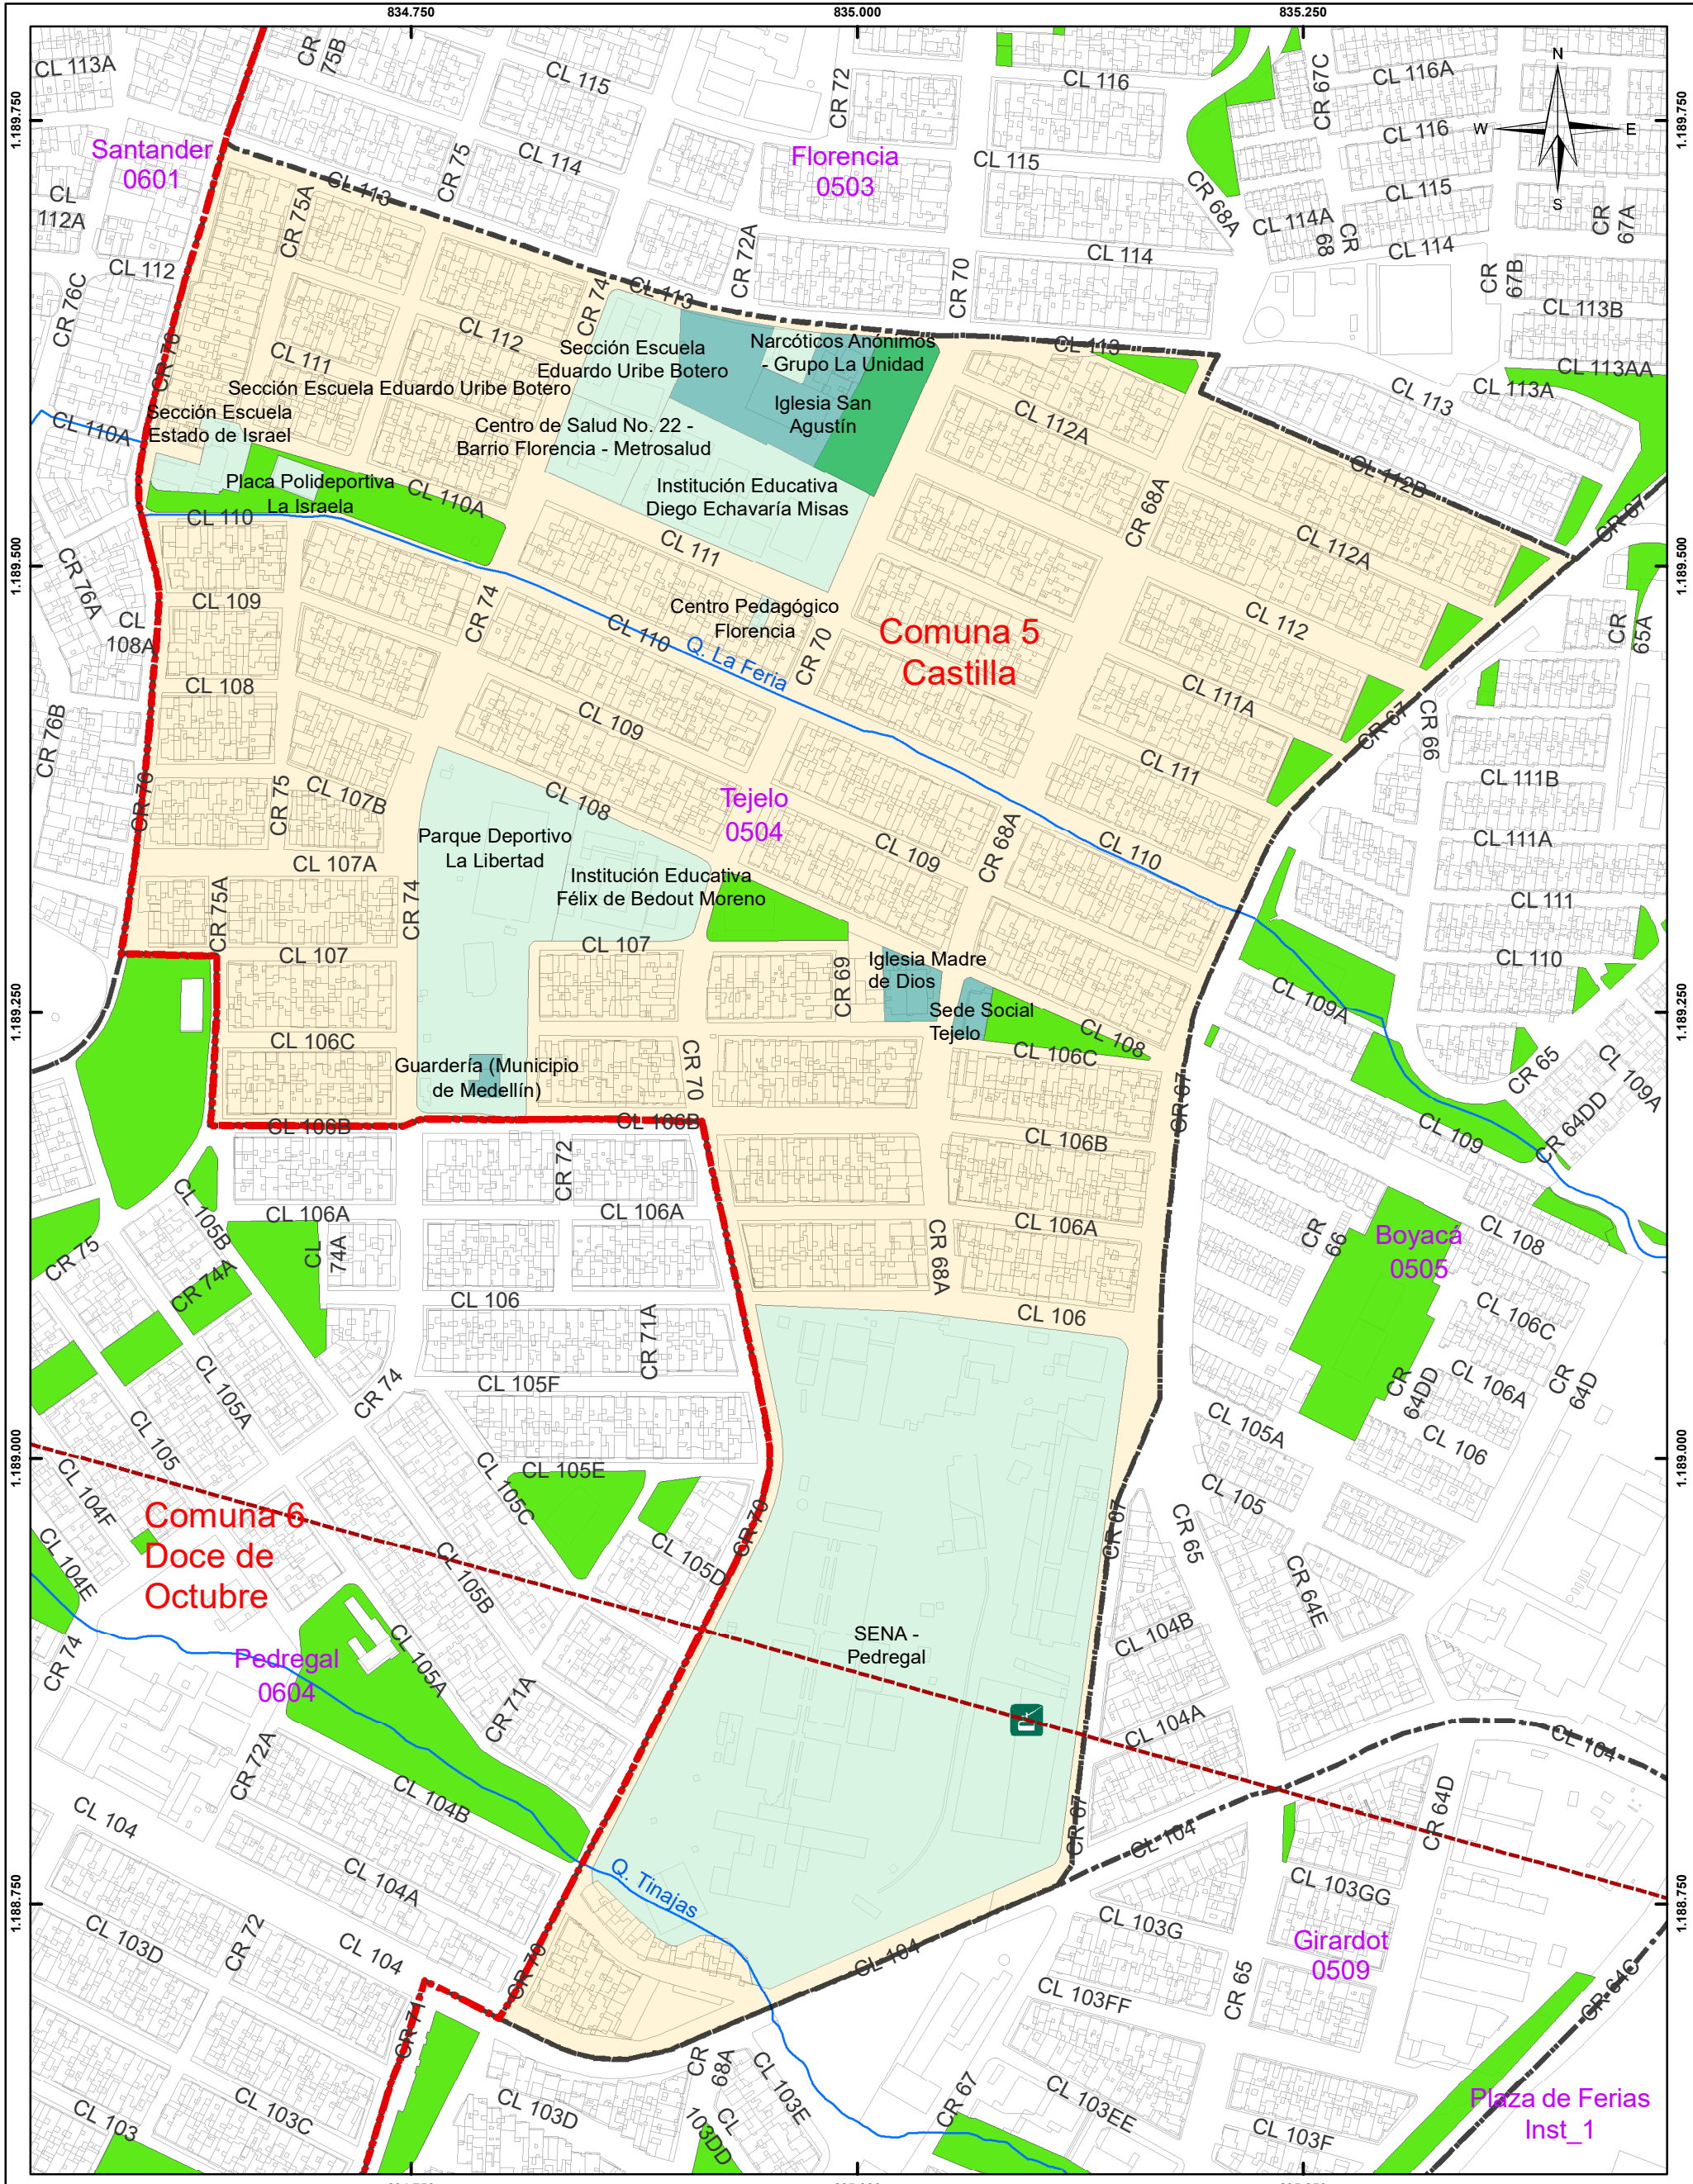 834.750
835.000
835.250
CL 113A
CR
75B
CL 115
CR 72
CL 116
CR 67C
CL 116A
N
W
E
S
1.189.750
1.189.750
Santander
0601
CR 75
CL 114
Florencia
0503
CL 115
CL 116
CL 115
CL
112A
CR 75A
CL 113
CR 68A
CL 114A
CR
68
CL 114
CR
67A
CL 112
CR 76C
CR 72A
CR 70
CL 114
CR
67B
CL 113B
CL 113
CR 74
CL 112
CL 111
CR 76
Sección Escuela
Eduardo Uribe Botero
Narcóticos Anónimos
- Grupo La Unidad
CL 113
CL 113AA
CL 113A
CL 113
Sección Escuela Eduardo Uribe Botero
Iglesia San
Agustín
Sección Escuela
Estado de Israel
CL 110A
Centro de Salud No. 22 -
Barrio Florencia - Metrosalud
CL 112A
CL 112B
Placa Polideportiva
La Israela
CL 110A
Institución Educativa
Diego Echavaría Misas
CR 68A
CL 110
CL 111
CL 112A
CR 67
1.189.500
1.189.500
CR 76A
CL 109
CL
108A
CR 74
CL 110
Centro Pedagógico
Florencia
Q. La Feria
CR 70
Comuna 5
Castilla
CL 112
CR
65A
CL 108
CL 109
CL 111A
CR 67
CR 66
CR 76B
CL 111
CL 111B
CR 76
CR 75
CL 107B
CL 108
Tejelo
0504
Parque Deportivo
La Libertad
CL 109
CR 68A
CL 110
CL 111A
CL 107A
Institución Educativa
Félix de Bedout Moreno
CR 75A
CR 74
CL 111
CL 107
CL 107
CR 69
Iglesia Madre
de Dios
CL 110
CL 109A
1.189.250
1.189.250
Sede Social
Tejelo
CL 108
CL 106C
CL 106C
Guardería (Municipio
de Medellín)
CR 70
CR 67
CR 65
CL 109A
CL 106B
CL 106B
CL 106B
CL 109
CR 64DD
CR 72
CL 105B
CL 106A
CL 106A
CL 106A
CL
74A
CR 75
CR 74A
CR 68A
CR
66
Boyacá
0505
CL 108
CL 106
CL 106
CR 71A
CL 106C
CL 105F
CR 74
CL 105A
CR
64DD
CL 106A
CR
64D
CL 105A
CL 106
CL 105
1.189.000
1.189.000
CL 104F
CL 105E
CL 105C
CL 105
Comuna 6
Doce de
Octubre
CR 70
CL 105D
CR 67
CR 65
CL 104E
CL 105B
CR 64E
CL 104B
SENA -
Pedregal
CR 74
Pedregal
0604
CL 105A
CR 71A
CL 104A
CR 72A
CL 104
CL 104B
CL 104
CR 67
CL 104
CR 64D
CL 104A
Q. Tinajas
CL 103GG
1.188.750
1.188.750
CL 103D
CR 72
CL 104
CL 103G
Girardot
0509
CR 70
CL 104
CR 65
CL 103FF
CR 64C
CR 71
CR
68A
CL 103E
CL 103
CL 103C
CL 103D
CL
103DD
CR 67
CL 103EE
CL 103F
Plaza de Ferias
Inst_1